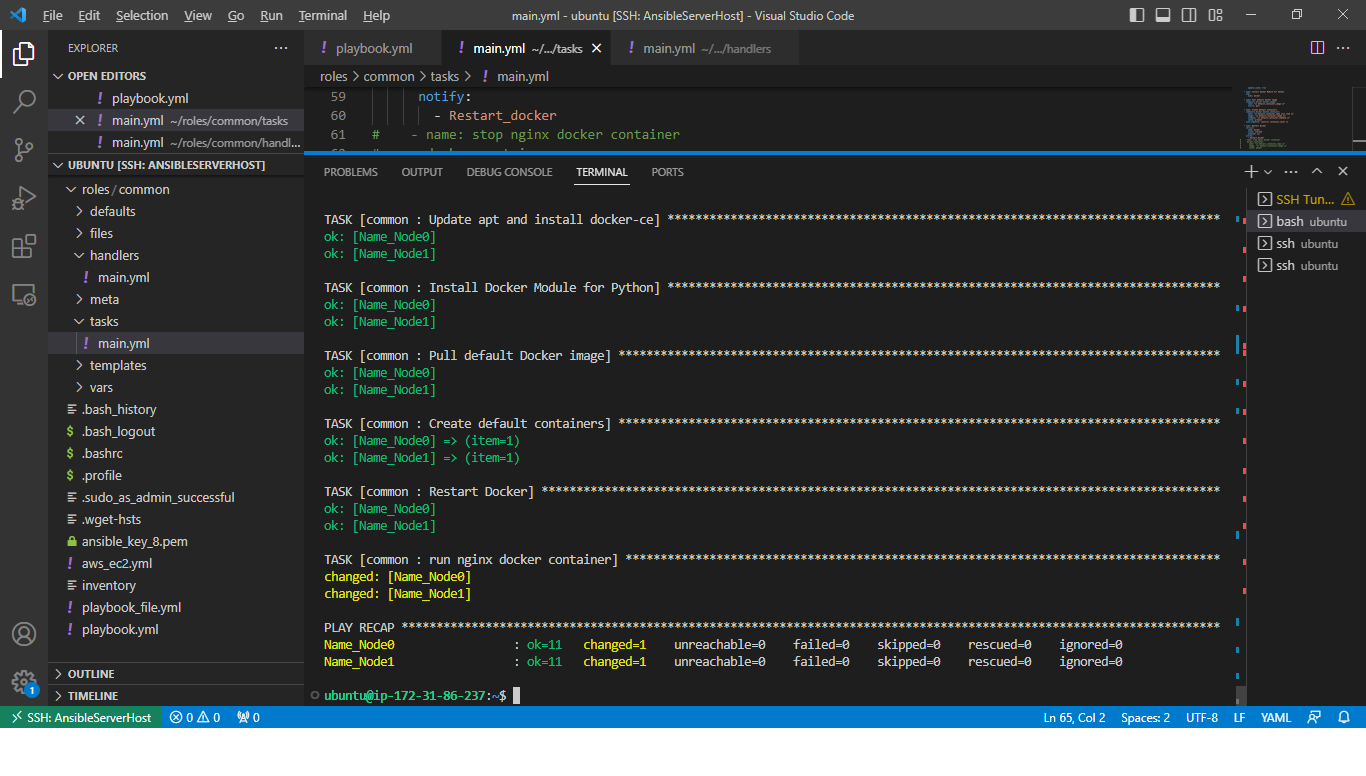 File Edit Selection View Go Run Terminal Help
main.yml - ubuntu [SSH: AnsibleServerHost] - Visual Studio Code
EXPLORER
OPEN EDITORS
! playbook.yml
! main.yml ~/roles/common/tasks
! main.yml ~/roles/common/handl...
UBUNTU [SSH: ANSIBLESERVERHOST]
roles / common
defaults
files
handlers
! main.yml
meta
tasks
! main.yml
templates
vars
.bash_history
$ .bash_logout
$ .bashrc
$ .profile
.sudo_as_admin_successful
.wget-hsts
ansible_key_8.pem
! aws_ec2.yml
inventory
! playbook_file.yml
! playbook.yml
OUTLINE
TIMELINE
1
! playbook.yml
! main.yml ~/.../tasks
! main.yml ~/.../handlers
roles > common > tasks > ! main.yml
59 notify:
60 - Restart_docker
61 # - name: stop nginx docker container
PROBLEMS OUTPUT DEBUG CONSOLE TERMINAL PORTS
TASK [common : Update apt and install docker-ce] *******************************************************************************
ok: [Name_Node0]
ok: [Name_Node1]
TASK [common : Install Docker Module for Python] *******************************************************************************
ok: [Name_Node0]
ok: [Name_Node1]
TASK [common : Pull default Docker image] **************************************************************************************
ok: [Name_Node0]
ok: [Name_Node1]
TASK [common : Create default containers] **************************************************************************************
ok: [Name_Node0] => (item=1)
ok: [Name_Node1] => (item=1)
TASK [common : Restart Docker] *************************************************************************************************
ok: [Name_Node0]
ok: [Name_Node1]
TASK [common : run nginx docker container] *************************************************************************************
changed: [Name_Node0]
changed: [Name_Node1]
PLAY RECAP *********************************************************************************************************************
Name_Node0 : ok=11 changed=1 unreachable=0 failed=0 skipped=0 rescued=0 ignored=0
Name_Node1 : ok=11 changed=1 unreachable=0 failed=0 skipped=0 rescued=0 ignored=0
ubuntu@ip-172-31-86-237:~$
SSH Tun...
bash ubuntu
ssh ubuntu
ssh ubuntu
SSH: AnsibleServerHost 0 0 0
Ln 65, Col 2 Spaces: 2 UTF-8 LF YAML